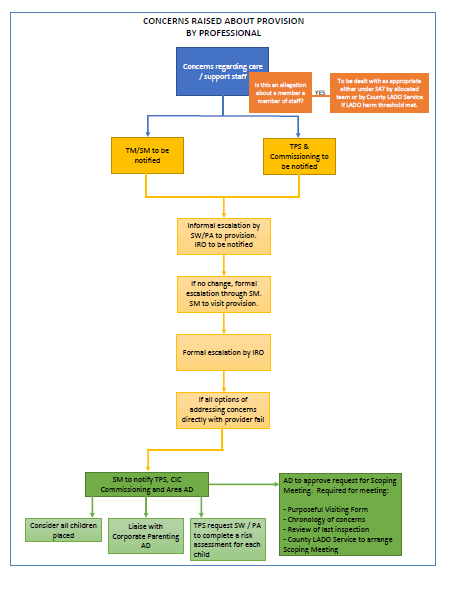 CONCERNS RAISED ABOUT PROVISION
BY PROFESSIONAL
Concerns regarding care
/ support staff
Is this an allegation
about a member a
member of staff?
YES
To be dealt with as appropriate
either under S47 by allocated
team or by County LADO Service
if LADO harm threshold met.
TM/SM to be
notified
TPS &
Commissioning to
be notified
Informal escalation by
SW/PA to provision.
IRO to be notified
If no change, formal
escalation through SM.
SM to visit provision.
Formal escalation by IRO
If all options of
addressing concerns
directly with provider fail
SM to notify TPS, CIC
Commissioning and Area AD
AD to approve request for Scoping
Meeting. Required for meeting:
- Purposeful Visiting Form
- Chronology of concerns
- Review of last inspection
- County LADO Service to arrange
Scoping Meeting
Consider all children
placed
Liaise with
Corporate Parenting
AD
TPS request SW / PA
to complete a risk
assessment for each
child